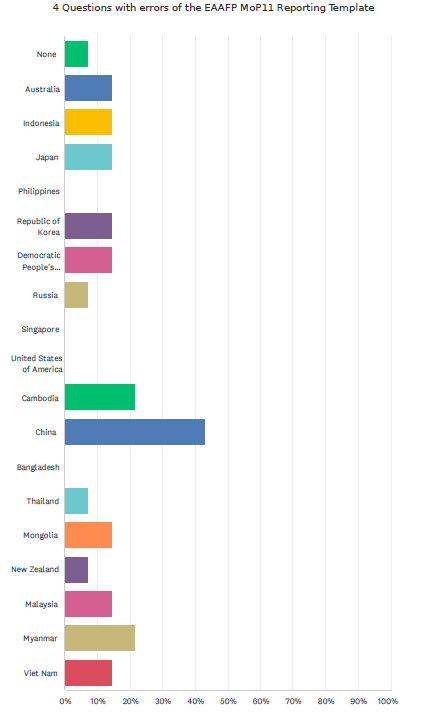 4 Questions with errors of the EAAFP MoP11 Reporting Template
None
Australia
Indonesia
Japan
Philippines
Republic of
Korea
Democratic
People's...
Russia
Singapore
United States
of America
Cambodia
China
Bangladesh
Thailand
Mongolia
New Zealand
Malaysia
Myanmar
Viet Nam
0% 10% 20% 30% 40% 50% 60% 70% 80% 90% 100%